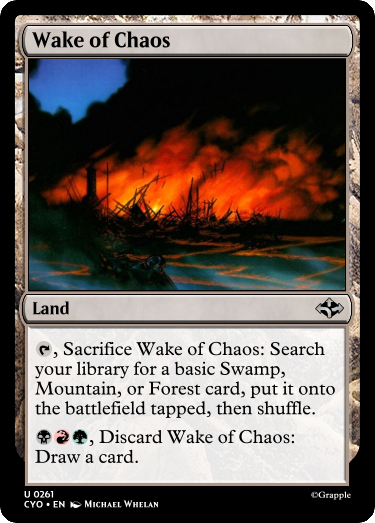 Wake of Chaos
Land
, Sacrifice Wake of Chaos: Search
your library for a basic Swamp,
Mountain, or Forest card, put it onto
the battlefield tapped, then shuffle.
, Discard Wake of Chaos:
Draw a card.
U 0261
©Grapple
CYO • EN Michael Whelan